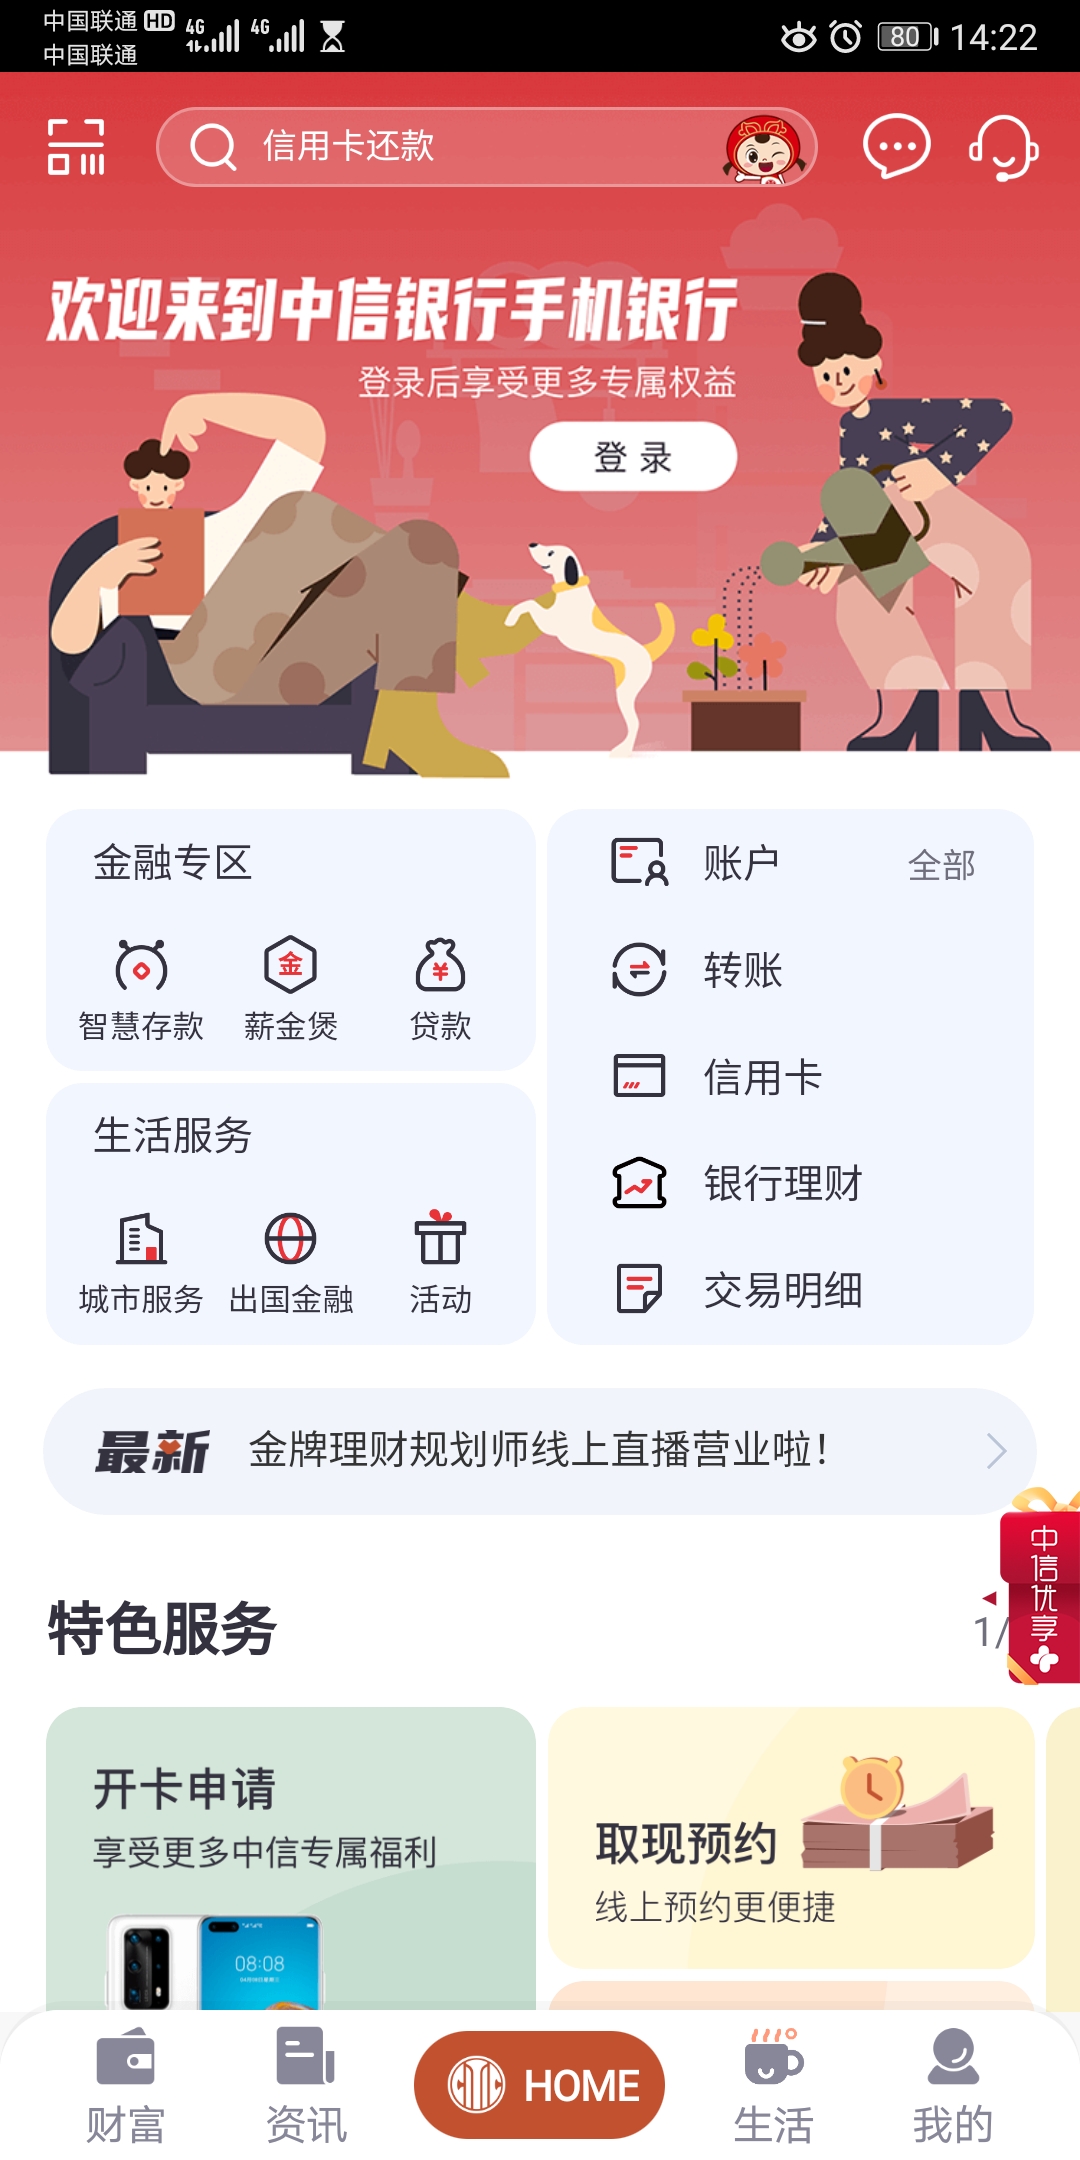 中国联通 HD 4G 4G 80 14:22
中国联通
信用卡还款
欢迎来到中信银行手机银行
登录后享受更多专属权益
登 录
金融专区
金
¥
智慧存款 薪金煲 贷款
生活服务
城市服务 出国金融 活动
账户 全部
转账
信用卡
银行理财
交易明细
最新 金牌理财规划师线上直播营业啦！
中信优享
特色服务 1/
开卡申请
享受更多中信专属福利
08:08
取现预约
线上预约更便捷
财富 资讯 HOME 生活 我的